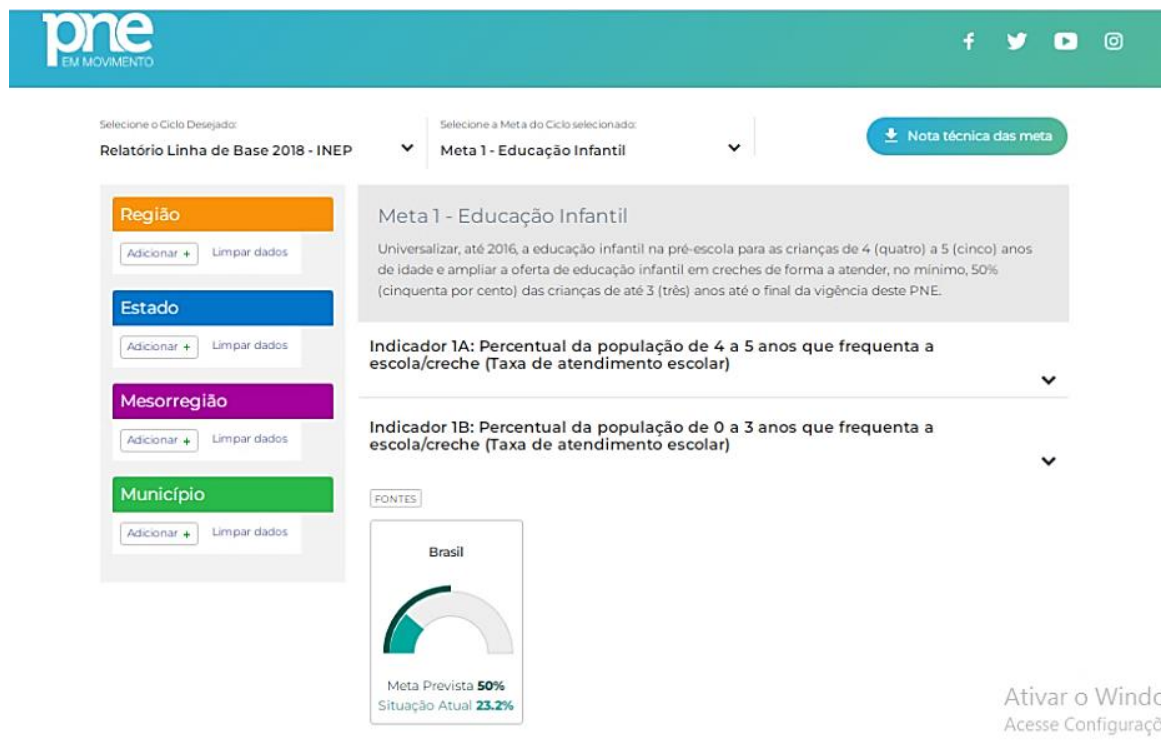 pne
EM MOVIMENTO
Selecione o Ciclo Desejado:
Relatório Linha de Base 2018 - INEP
Selecione a Meta do Ciclo selecionado:
Meta 1 - Educação Infantil
Nota técnica das meta
Região
Adicionar + Limpar dados
Estado
Adicionar + Limpar dados
Mesorregião
Adicionar + Limpar dados
Município
Adicionar + Limpar dados
Meta 1 - Educação Infantil
Universalizar, até 2016, a educação infantil na pré-escola para as crianças de 4 (quatro) a 5 (cinco) anos
de idade e ampliar a oferta de educação infantil em creches de forma a atender, no mínimo, 50%
(cinquenta por cento) das crianças de até 3 (três) anos até o final da vigência deste PNE.
Indicador 1A: Percentual da população de 4 a 5 anos que frequenta a
escola/creche (Taxa de atendimento escolar)
Indicador 1B: Percentual da população de 0 a 3 anos que frequenta a
escola/creche (Taxa de atendimento escolar)
FONTES
Brasil
Meta Prevista 50%
Situação Atual 23.2%
Ativar o Windo
Acesse Configuraçõ